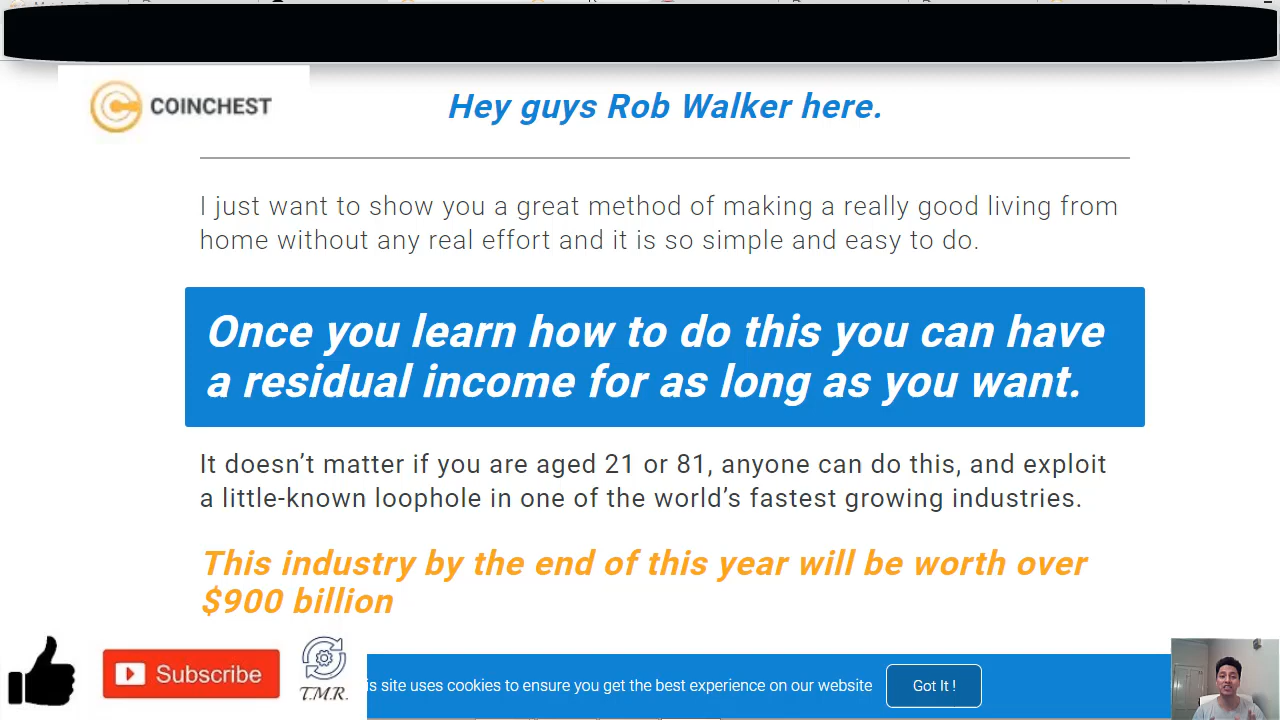 COINCHEST
Hey guys Rob Walker here.
I just want to show you a great method of making a really good living from
home without any real effort and it is so simple and easy to do.
Once you learn how to do this you can have
a residual income for as long as you want.
It doesn't matter if you are aged 21 or 81, anyone can do this, and exploit
a little-known loophole in one of the world's fastest growing industries.
This industry by the end of this year will be worth over
$900 billion
Subscribe
T.M.R.
is site uses cookies to ensure you get the best experience on our website
Got It !